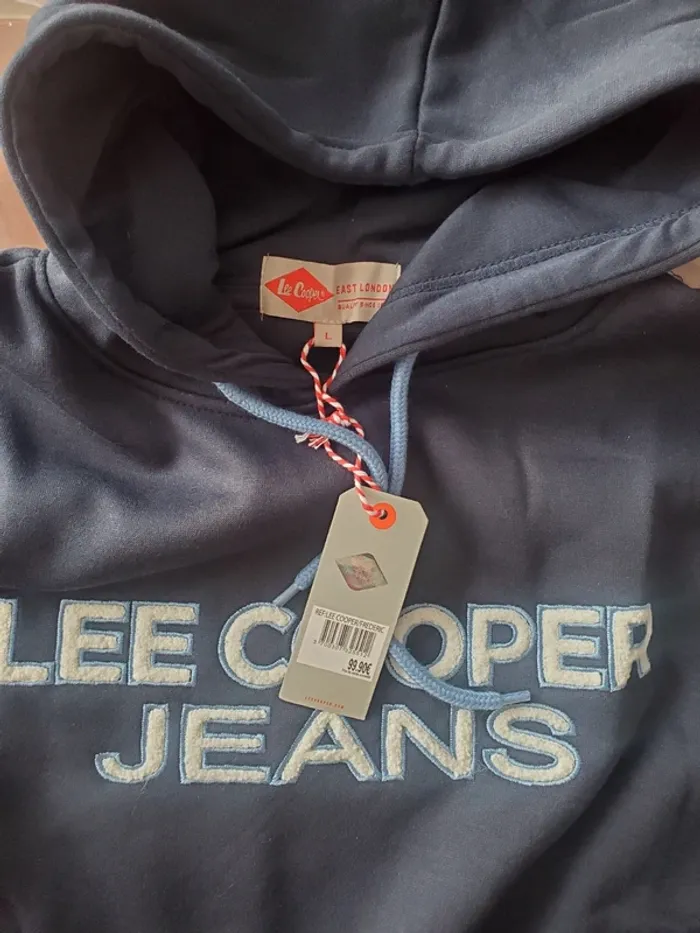 Lee Cooper
EAST LONDON
L
REF:LEE COOPER/FREDERIC
99.90€
LEE COOPER
JEANS